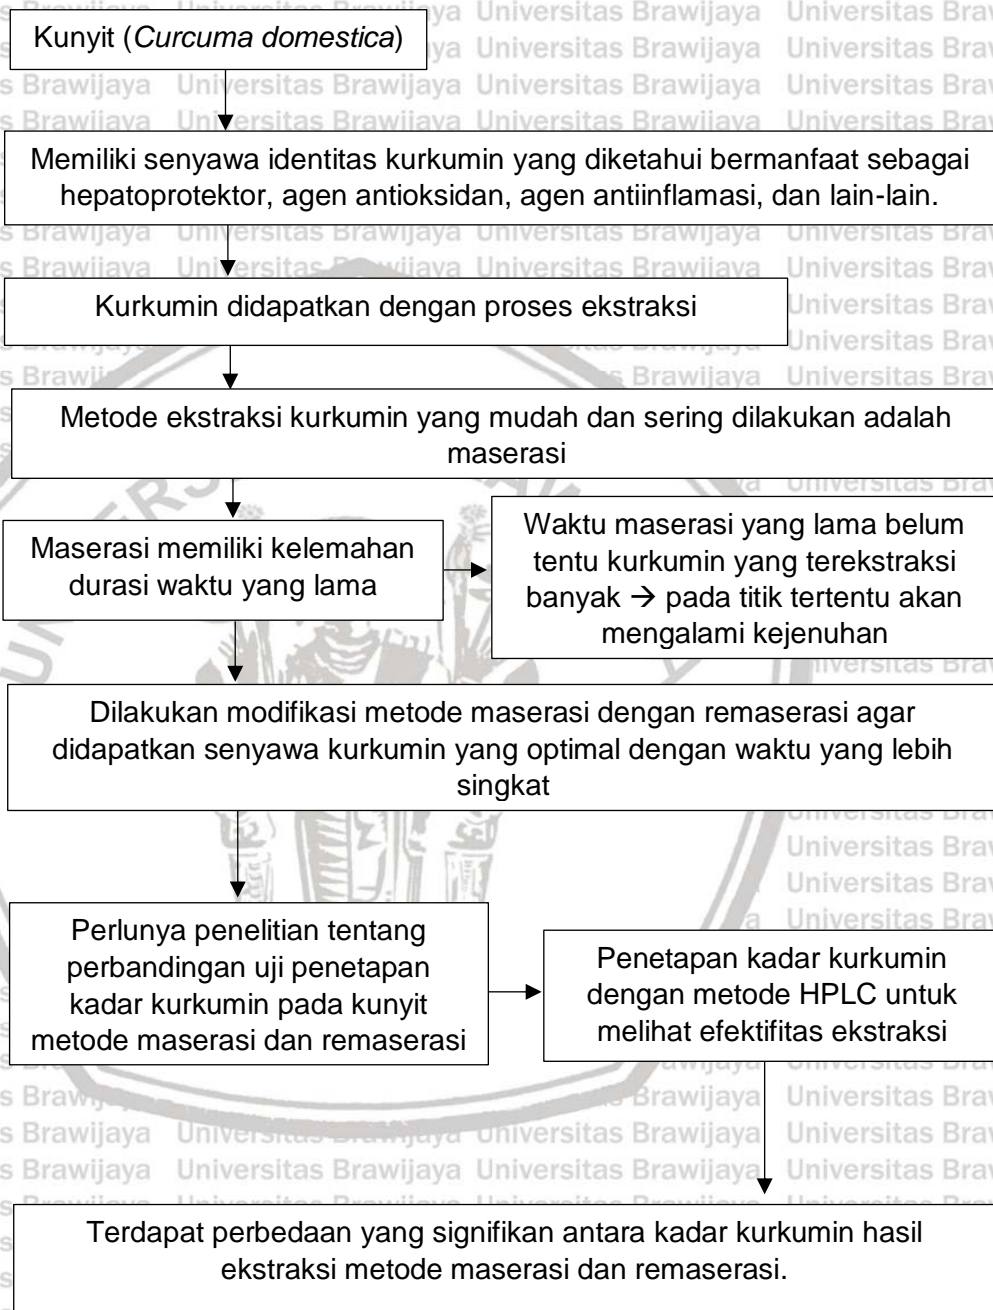 Kunyit (Curcuma domestica)
Memiliki senyawa identitas kurkumin yang diketahui bermanfaat sebagai
hepatoprotektor, agen antioksidan, agen antiinflamasi, dan lain-lain.
Kurkumin didapatkan dengan proses ekstraksi
Metode ekstraksi kurkumin yang mudah dan sering dilakukan adalah
maserasi
Maserasi memiliki kelemahan
durasi waktu yang lama
Waktu maserasi yang lama belum
tentu kurkumin yang terekstraksi
banyak → pada titik tertentu akan
mengalami kejenuhan
Dilakukan modifikasi metode maserasi dengan remaserasi agar
didapatkan senyawa kurkumin yang optimal dengan waktu yang lebih
singkat
Perlunya penelitian tentang
perbandingan uji penetapan
kadar kurkumin pada kunyit
metode maserasi dan remaserasi
Penetapan kadar kurkumin
dengan metode HPLC untuk
melihat efektifitas ekstraksi
Terdapat perbedaan yang signifikan antara kadar kurkumin hasil
ekstraksi metode maserasi dan remaserasi.